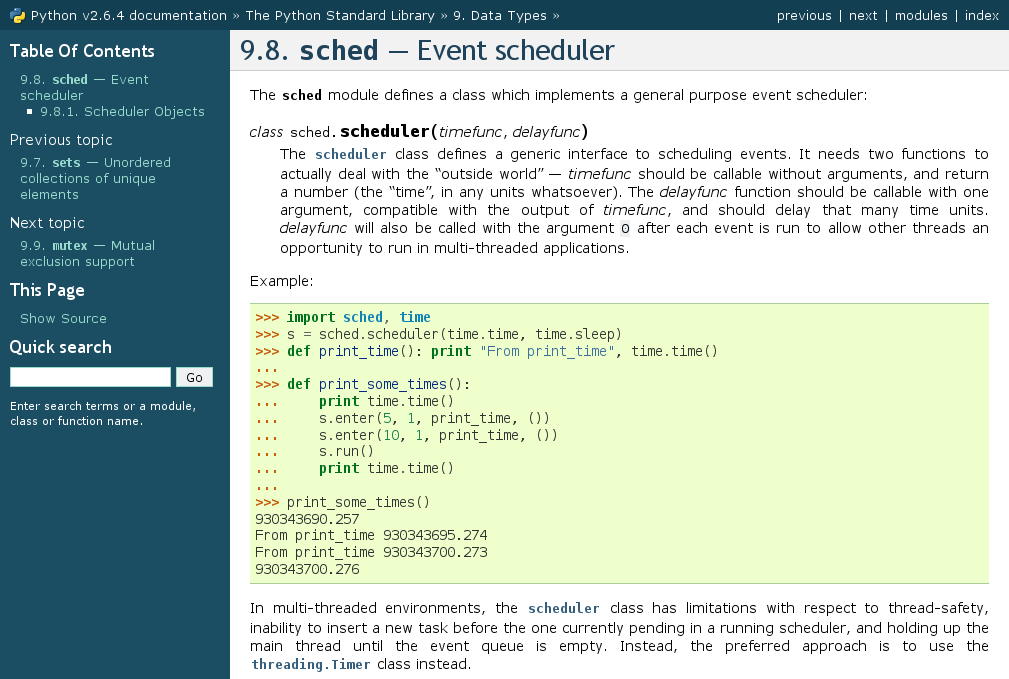 Python v2.6.4 documentation » The Python Standard Library » 9. Data Types » previous | next | modules | index
Table Of Contents
9.8. sched — Event
scheduler
9.8.1. Scheduler Objects
Previous topic
9.7. sets — Unordered
collections of unique
elements
Next topic
9.9. mutex — Mutual
exclusion support
This Page
Show Source
Quick search
Go
Enter search terms or a module,
class or function name.
9.8. sched — Event scheduler
The sched module defines a class which implements a general purpose event scheduler:
class sched.scheduler(timefunc, delayfunc)
The scheduler class defines a generic interface to scheduling events. It needs two functions to
actually deal with the “outside world” — timefunc should be callable without arguments, and return
a number (the “time”, in any units whatsoever). The delayfunc function should be callable with one
argument, compatible with the output of timefunc, and should delay that many time units.
delayfunc will also be called with the argument 0 after each event is run to allow other threads an
opportunity to run in multi-threaded applications.
Example:
>>> import sched, time
>>> s = sched.scheduler(time.time, time.sleep)
>>> def print_time(): print "From print_time", time.time()
...
>>> def print_some_times():
...     print time.time()
...     s.enter(5, 1, print_time, ())
...     s.enter(10, 1, print_time, ())
...     s.run()
...     print time.time()
...
>>> print_some_times()
930343690.257
From print_time 930343695.274
From print_time 930343700.273
930343700.276
In multi-threaded environments, the scheduler class has limitations with respect to thread-safety,
inability to insert a new task before the one currently pending in a running scheduler, and holding up the
main thread until the event queue is empty. Instead, the preferred approach is to use the
threading.Timer class instead.